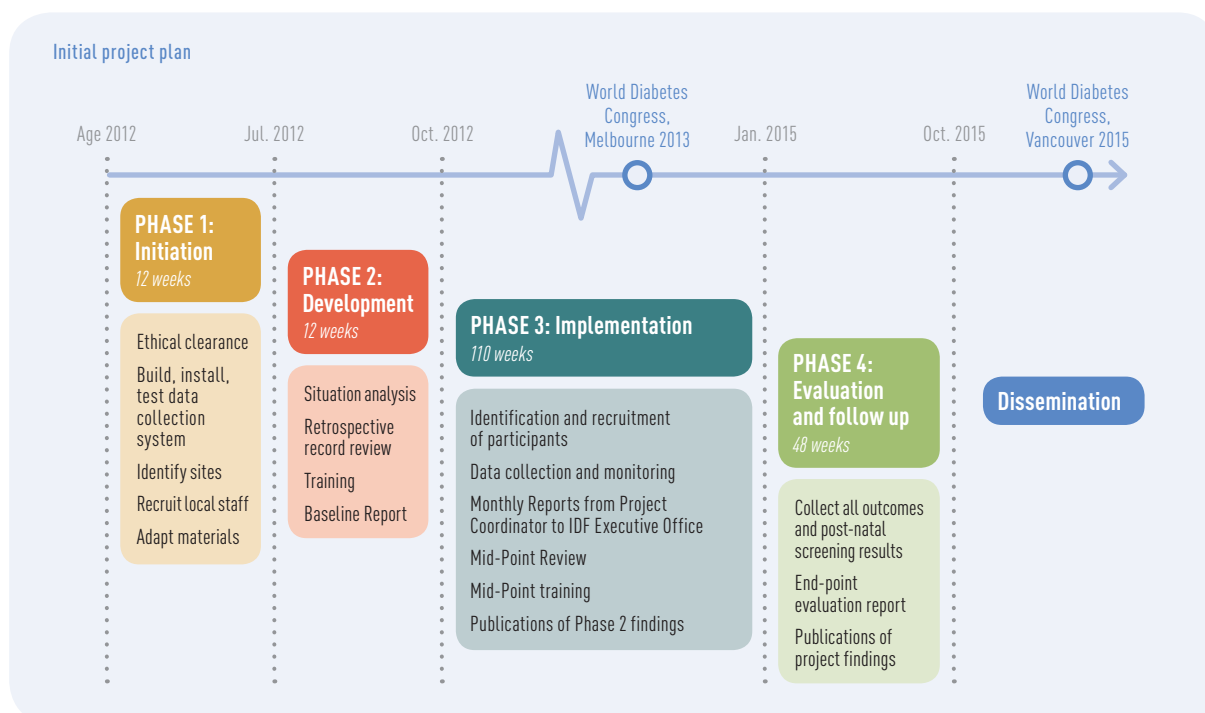 Initial project plan
World Diabetes
Congress,
Melbourne 2013
World Diabetes
Congress,
Vancouver 2015
Age 2012
Jul. 2012
Oct. 2012
Jan. 2015
Oct. 2015
PHASE 1:
Initiation
12 weeks
Ethical clearance
Build, install,
test data
collection
system
Identify sites
Recruit local staff
Adapt materials
PHASE 2:
Development
12 weeks
Situation analysis
Retrospective
record review
Training
Baseline Report
PHASE 3: Implementation
110 weeks
Identification and recruitment
of participants
Data collection and monitoring
Monthly Reports from Project
Coordinator to IDF Executive Office
Mid-Point Review
Mid-Point training
Publications of Phase 2 findings
PHASE 4:
Evaluation
and follow up
48 weeks
Collect all outcomes
and post-natal
screening results
End-point
evaluation report
Publications of
project findings
Dissemination